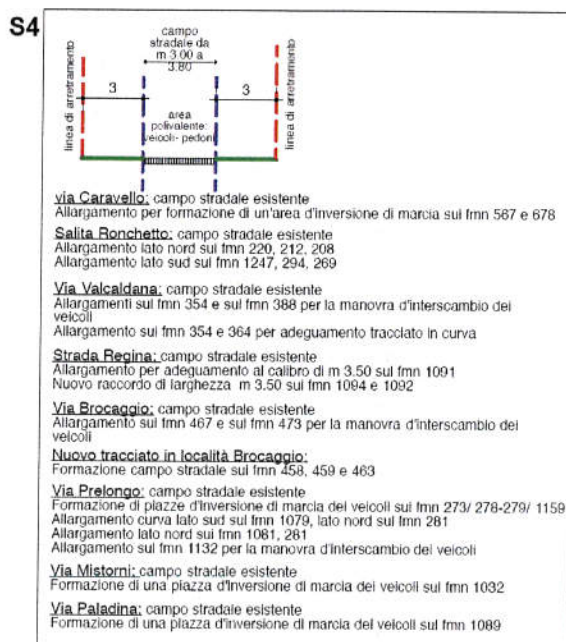 S4
campo
stradale da
m 3.00 a
3.80
linea di arretramento
3
3
linea di arretramento
area
polivalente:
veicoli- pedoni
via Caravello: campo stradale esistente
Allargamento per formazione di un'area d'inversione di marcia sui fmn 567 e 678
Salita Ronchetto: campo stradale esistente
Allargamento lato nord sui fmn 220, 212, 208
Allargamento lato sud sui fmn 1247, 294, 269
Via Valcaldana: campo stradale esistente
Allargamenti sul fmn 354 e sul fmn 388 per la manovra d'interscambio dei
veicoli
Allargamento sui fmn 354 e 364 per adeguamento tracciato in curva
Strada Regina: campo stradale esistente
Allargamento per adeguamento al calibro di m 3.50 sul fmn 1091
Nuovo raccordo di larghezza m 3.50 sui fmn 1094 e 1092
Via Brocaggio: campo stradale esistente
Allargamento sul fmn 467 e sul fmn 473 per la manovra d'interscambio dei
veicoli
Nuovo tracciato in località Brocaggio:
Formazione campo stradale sui fmn 458, 459 e 463
Via Prelongo: campo stradale esistente
Formazione di piazze d'inversione di marcia dei veicoli sui fmn 273/ 278-279/ 1159
Allargamento curva lato sud sul fmn 1079, lato nord sul fmn 281
Allargamento lato nord sui fmn 1081, 281
Allargamento sul fmn 1132 per la manovra d'interscambio dei veicoli
Via Mistorni: campo stradale esistente
Formazione di una piazza d'inversione di marcia dei veicoli sul fmn 1032
Via Paladina: campo stradale esistente
Formazione di una piazza d'inversione di marcia dei veicoli sul fmn 1089